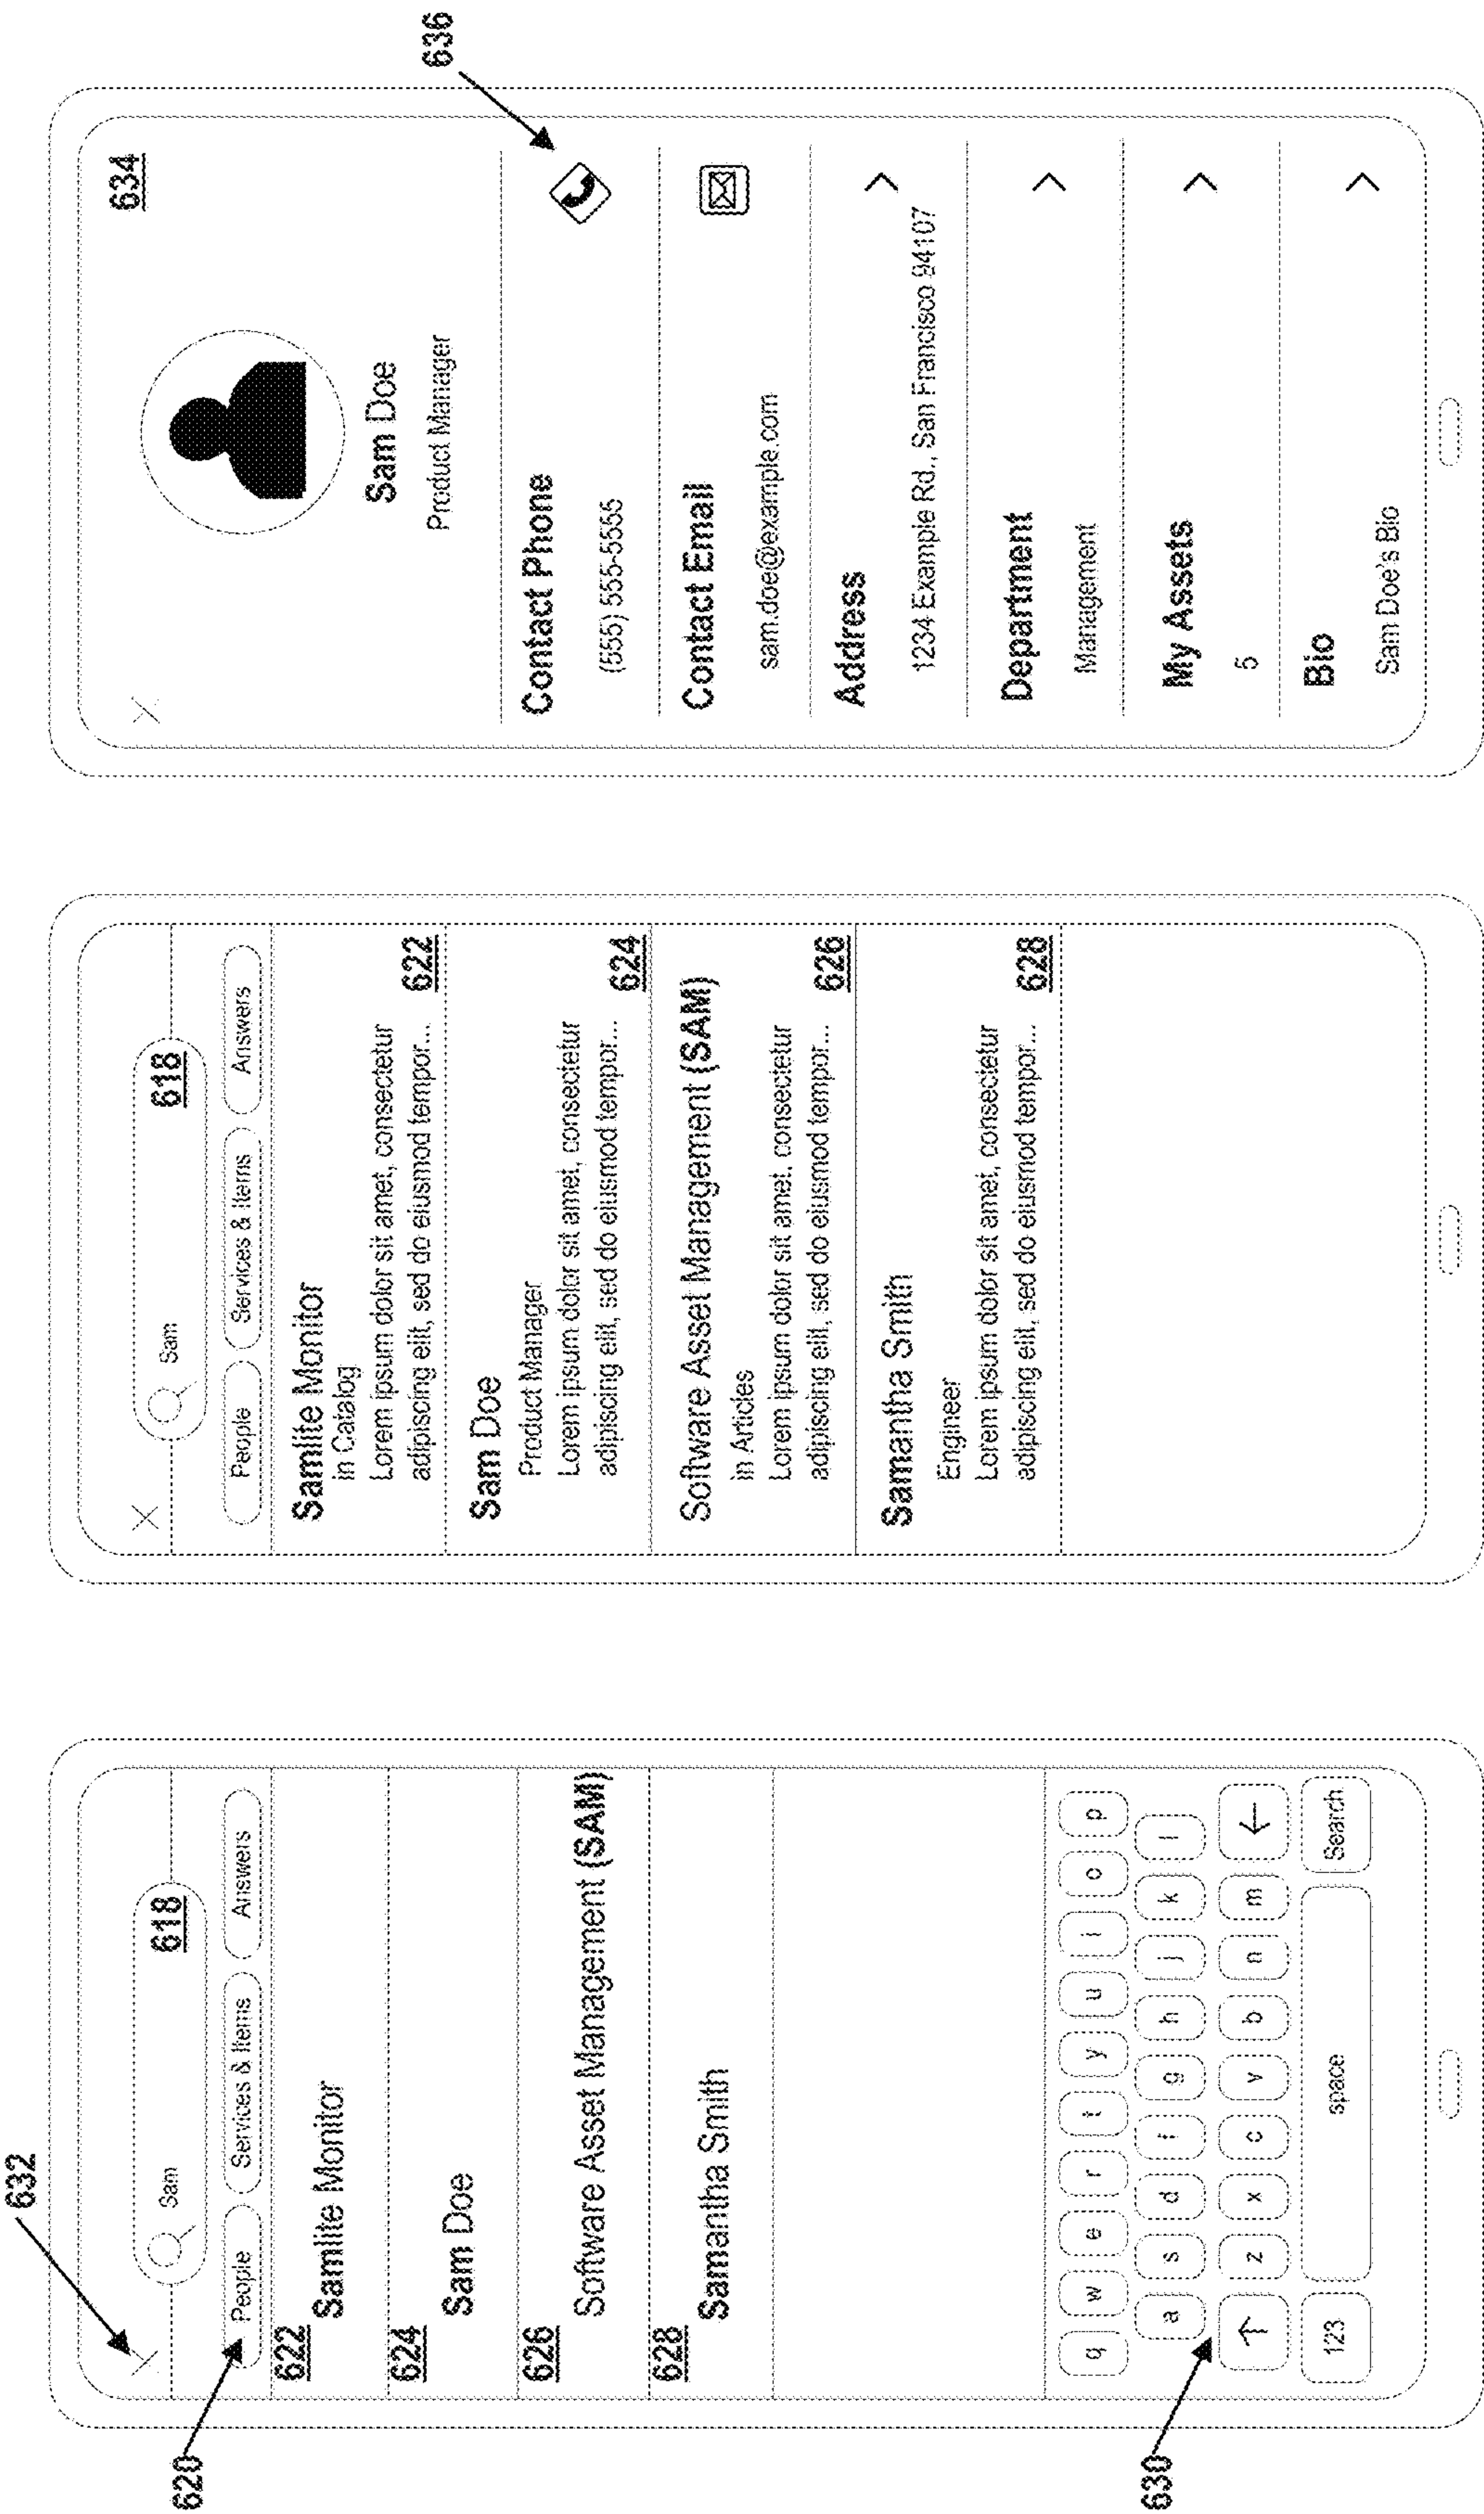 632
618
Sam
620
People
Services & Items
Answers
622
Samlite Monitor
624
Sam Doe
626
Software Asset Management (SAM)
628
Samantha Smith
630
q w e r t y u i o p
a s d f g h j k l
↑ z x c v b n m ←
123 space Search
618
Sam
People
Services & Items
Answers
Samlite Monitor
in Catalog
Lorem ipsum dolor sit amet, consectetur
adipiscing elit, sed do eiusmod tempor...
622
Sam Doe
Product Manager
Lorem ipsum dolor sit amet, consectetur
adipiscing elit, sed do eiusmod tempor...
624
Software Asset Management (SAM)
in Articles
Lorem ipsum dolor sit amet, consectetur
adipiscing elit, sed do eiusmod tempor...
626
Samantha Smith
Engineer
Lorem ipsum dolor sit amet, consectetur
adipiscing elit, sed do eiusmod tempor...
628
634
Sam Doe
Product Manager
636
Contact Phone
(555) 555-5555
Contact Email
sam.doe@example.com
Address
1234 Example Rd., San Francisco 94107
Department
Management
My Assets
5
Bio
Sam Doe's Bio